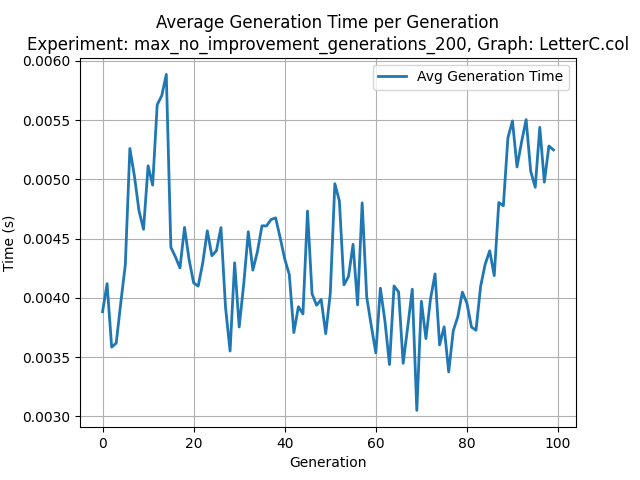 Average Generation Time per Generation
Experiment: max_no_improvement_generations_200, Graph: LetterC.col
Avg Generation Time
0.0060
0.0055
0.0050
0.0045
0.0040
0.0035
0.0030
Time (s)
0 20 40 60 80 100
Generation